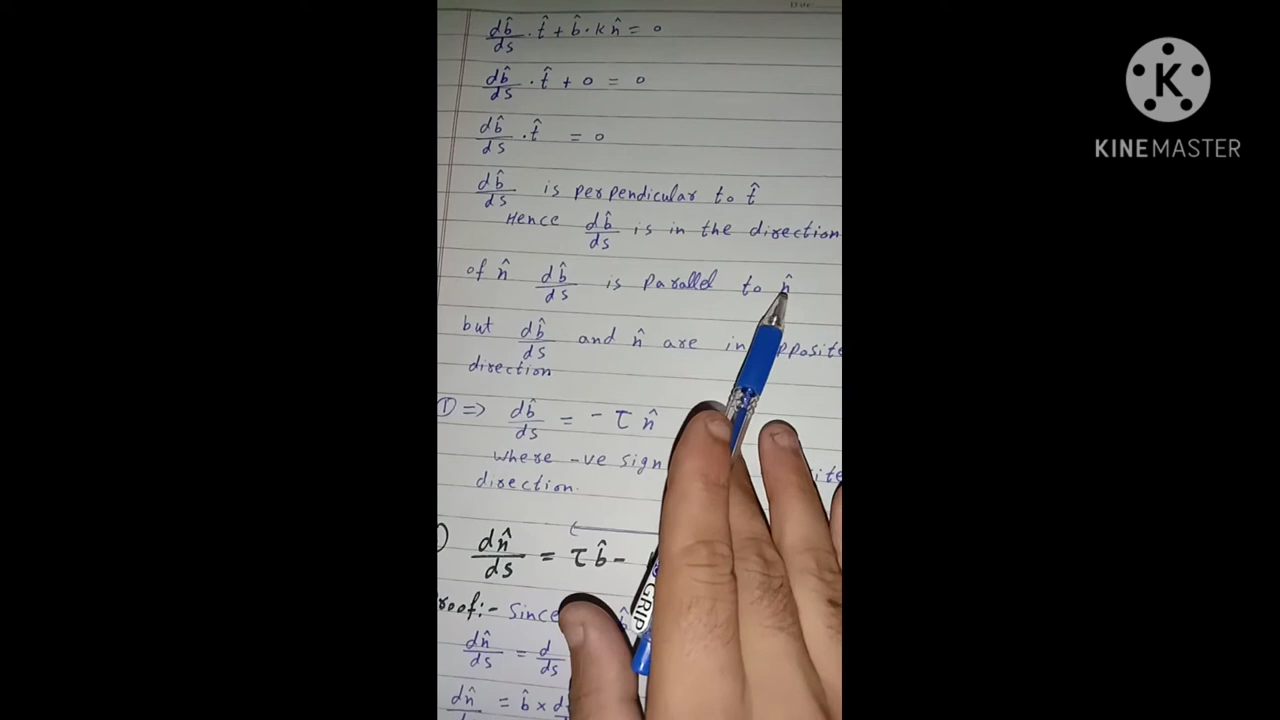 db̂/ds · t̂ + b̂ · k n̂ = 0
db̂/ds · t̂ + 0 = 0
db̂/ds · t̂ = 0
db̂/ds is perpendicular to t̂
Hence db̂/ds is in the direction
of n̂ db̂/ds is parallel to n̂
but db̂/ds and n̂ are in opposite
direction
① ⇒ db̂/ds = - τ n̂
where -ve sign
direction.
dn̂/ds = τ b̂ -
Proof:- Since
dn̂/ds = d/ds
dn̂ = b̂ ×
GRIP
K
KINEMASTER